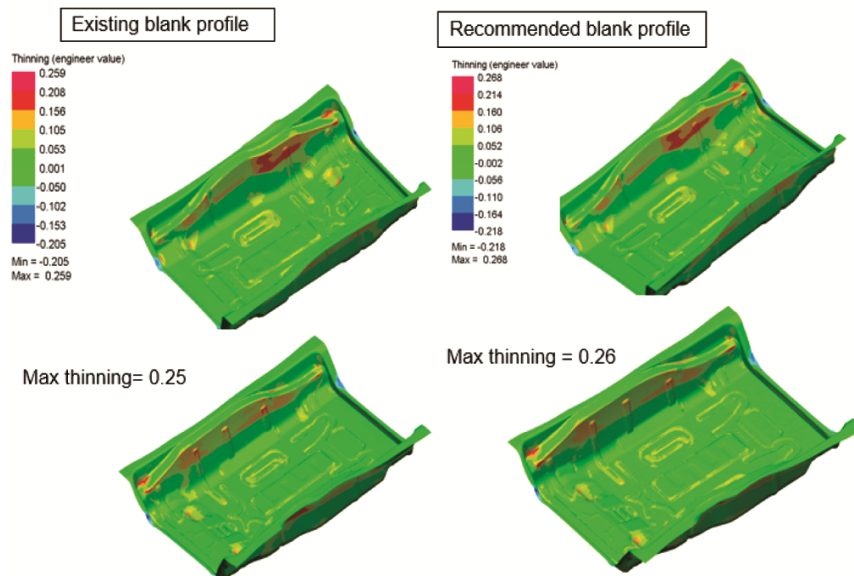 Existing blank profile
Recommended blank profile
Thinning (engineer value)
0.259
0.208
0.156
0.105
0.053
0.001
-0.050
-0.102
-0.153
-0.205
Min = -0.205
Max = 0.259
Thinning (engineer value)
0.268
0.214
0.160
0.106
0.052
-0.002
-0.056
-0.110
-0.164
-0.218
Min = -0.218
Max = 0.268
Max thinning= 0.25
Max thinning = 0.26